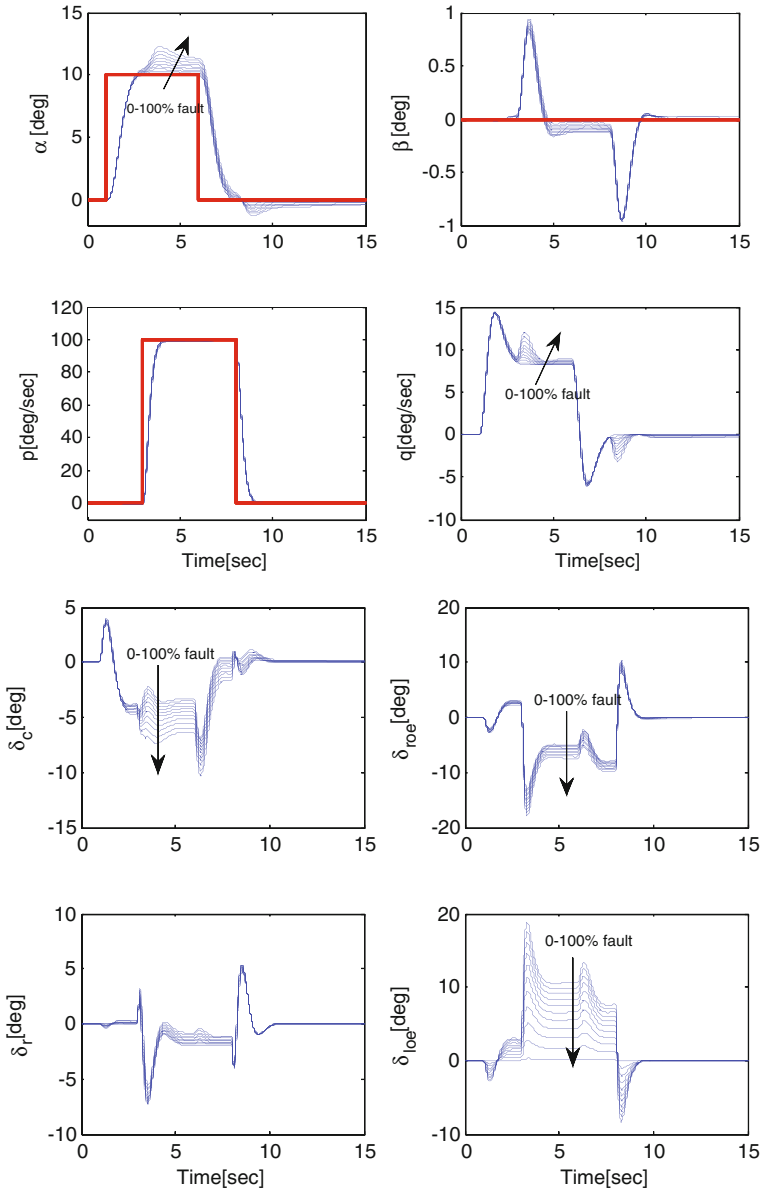 15
10
5
0
α [deg]
0-100% fault
0 5 10 15
1
0.5
0
-0.5
-1
β [deg]
0 5 10 15
120
100
80
60
40
20
0
p[deg/sec]
0 5 10 15
Time[sec]
15
10
5
0
-5
-10
q[deg/sec]
0-100% fault
0 5 10 15
Time[sec]
5
0
-5
-10
-15
δc[deg]
0-100% fault
0 5 10 15
20
10
0
-10
-20
δroe[deg]
0-100% fault
0 5 10 15
10
5
0
-5
-10
δr[deg]
0 5 10 15
Time[sec]
20
10
0
-10
δloe[deg]
0-100% fault
0 5 10 15
Time[sec]